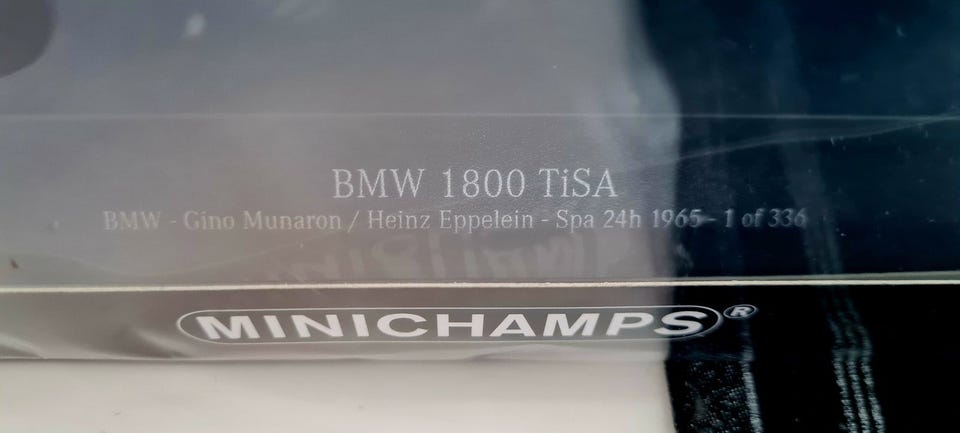 BMW 1800 TiSA
BMW - Gino Munaron / Heinz Eppelein - Spa 24h 1965- 1 of 336
MINICHAMPS®